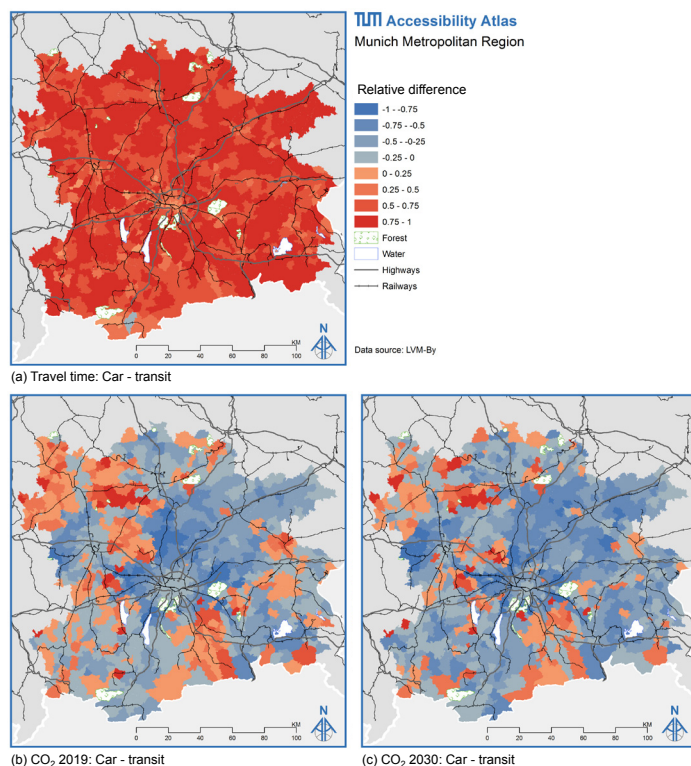 TUM Accessibility Atlas
Munich Metropolitan Region
Relative difference
-1 - -0.75
-0.75 - -0.5
-0.5 - -0-25
-0.25 - 0
0 - 0.25
0.25 - 0.5
0.5 - 0.75
0.75 - 1
Forest
Water
Highways
Railways
Data source: LVM-By
N
KM
0 20 40 60 80 100
(a) Travel time: Car - transit
N
KM
0 20 40 60 80 100
(b) CO₂ 2019: Car - transit
N
KM
0 20 40 60 80 100
(c) CO₂ 2030: Car - transit